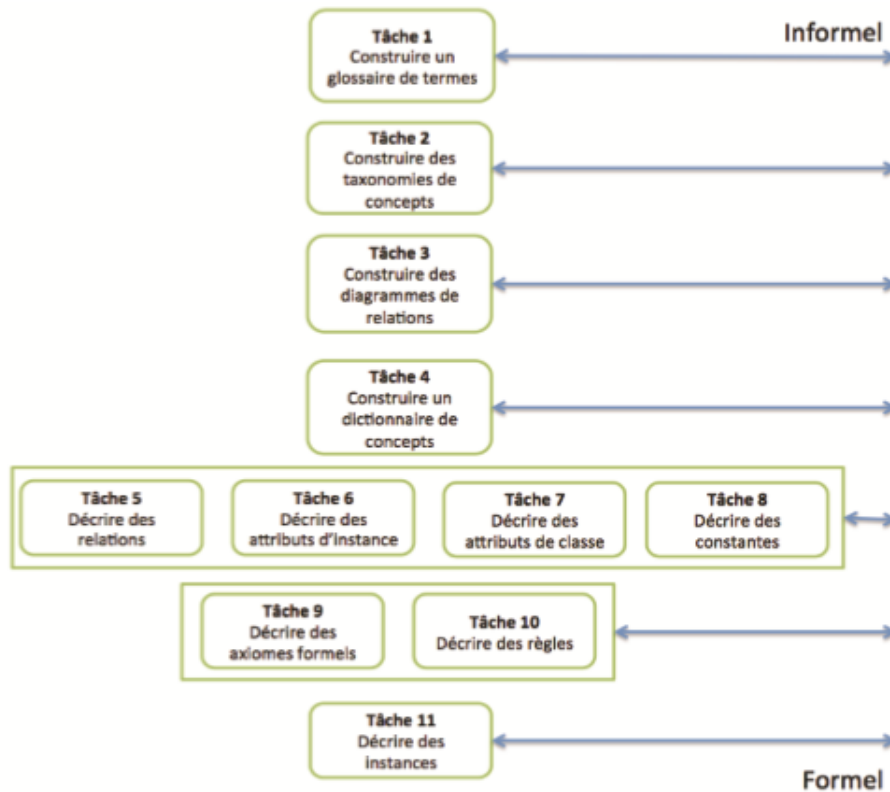 Informel
Tâche 1
Construire un
glossaire de termes
Tâche 2
Construire des
taxonomies de
concepts
Tâche 3
Construire des
diagrammes de
relations
Tâche 4
Construire un
dictionnaire de
concepts
Tâche 5
Décrire des
relations
Tâche 6
Décrire des
attributs d'instance
Tâche 7
Décrire des
attributs de classe
Tâche 8
Décrire des
constantes
Tâche 9
Décrire des
axiomes formels
Tâche 10
Décrire des règles
Tâche 11
Décrire des
instances
Formel